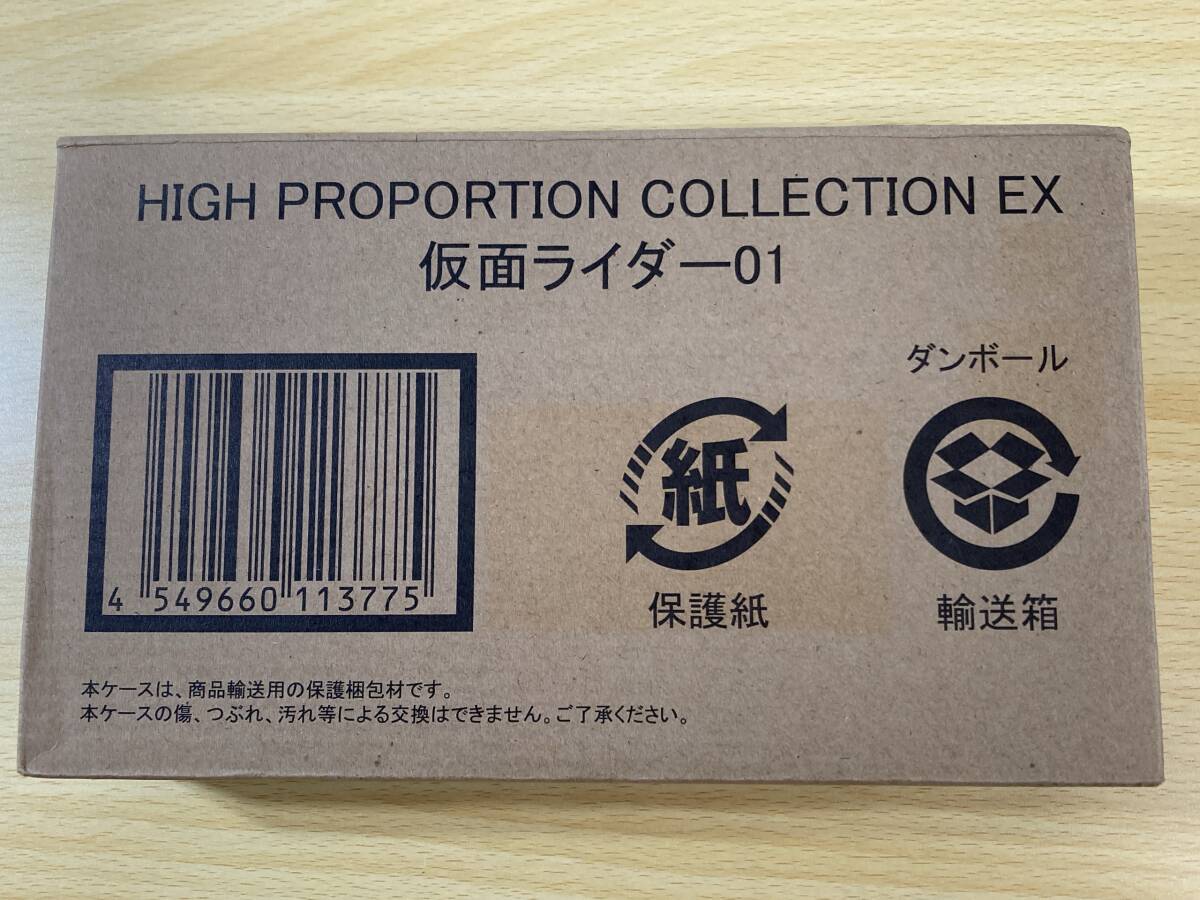 HIGH PROPORTION COLLECTION EX
仮面ライダー01
ダンボール
紙
4 549660 113775
保護紙
輸送箱
本ケースは、商品輸送用の保護梱包材です。
本ケースの傷、つぶれ、汚れ等による交換はできません。ご了承ください。